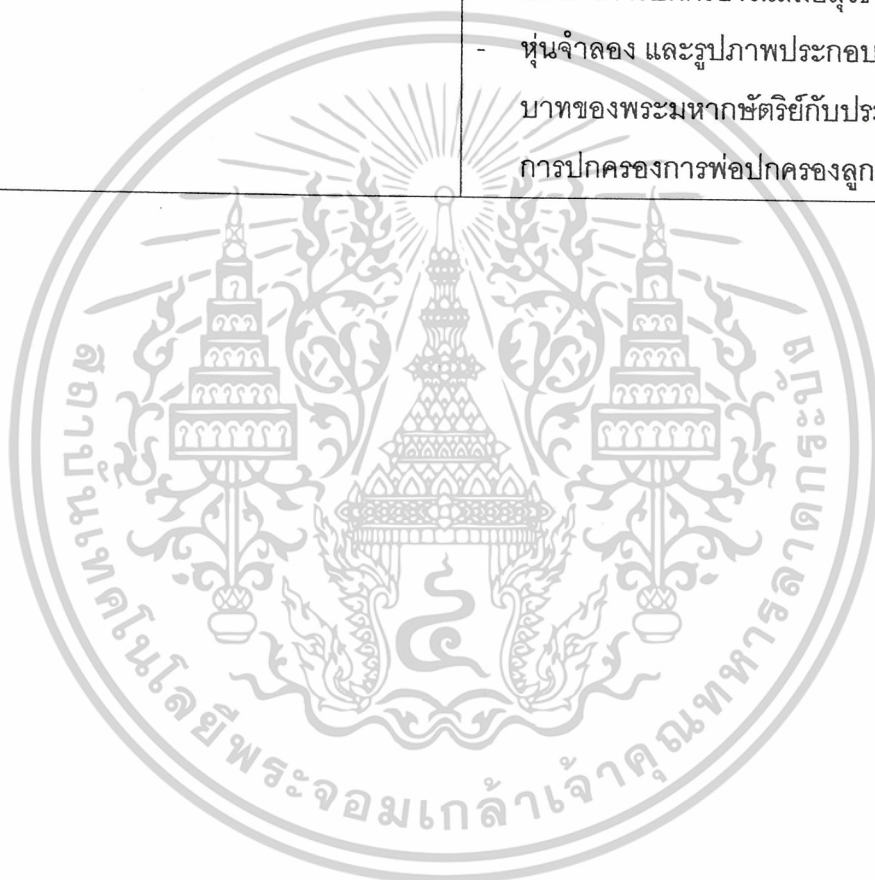 - หุ่นจำลอง และรูปภาพประกอบ
บาทของพระมหากษัตริย์กับประ
การปกครองการพ่อปกครองลูก
สถาบันเทคโนโลยีพระจอมเกล้าเจ้าคุณทหารลาดกระบัง
๔